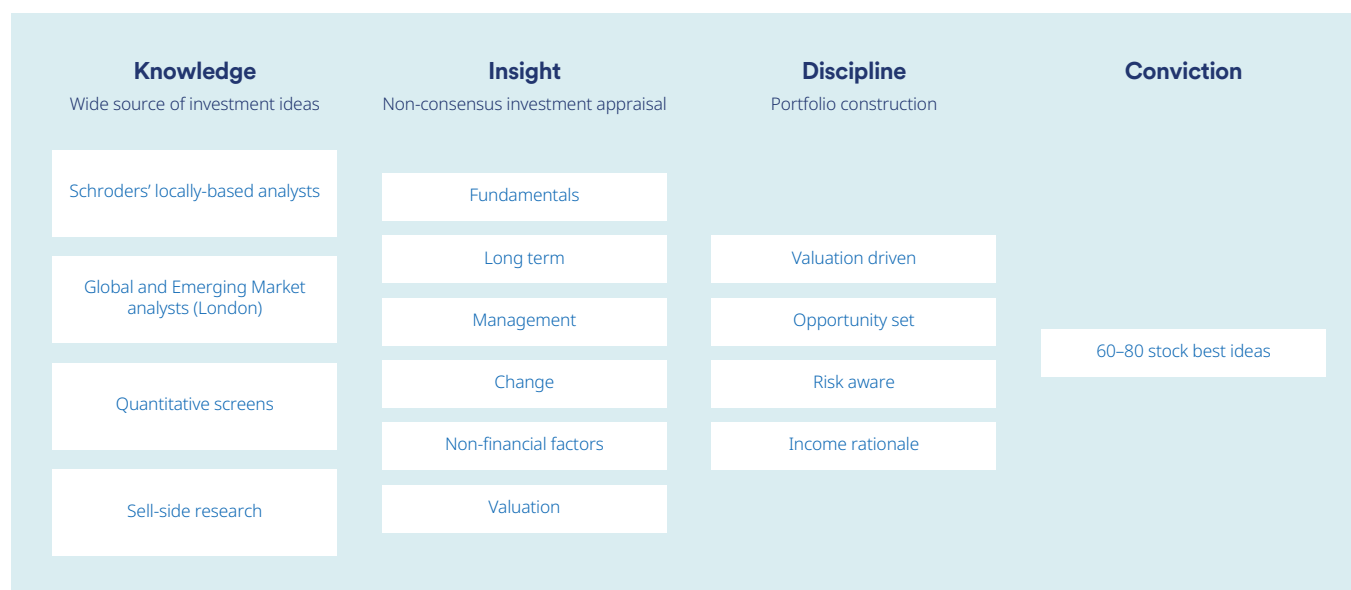 Knowledge
Wide source of investment ideas
Schroders’ locally-based analysts
Global and Emerging Market
analysts (London)
Quantitative screens
Sell-side research
Insight
Non-consensus investment appraisal
Fundamentals
Long term
Management
Change
Non-financial factors
Valuation
Discipline
Portfolio construction
Valuation driven
Opportunity set
Risk aware
Income rationale
Conviction
60–80 stock best ideas